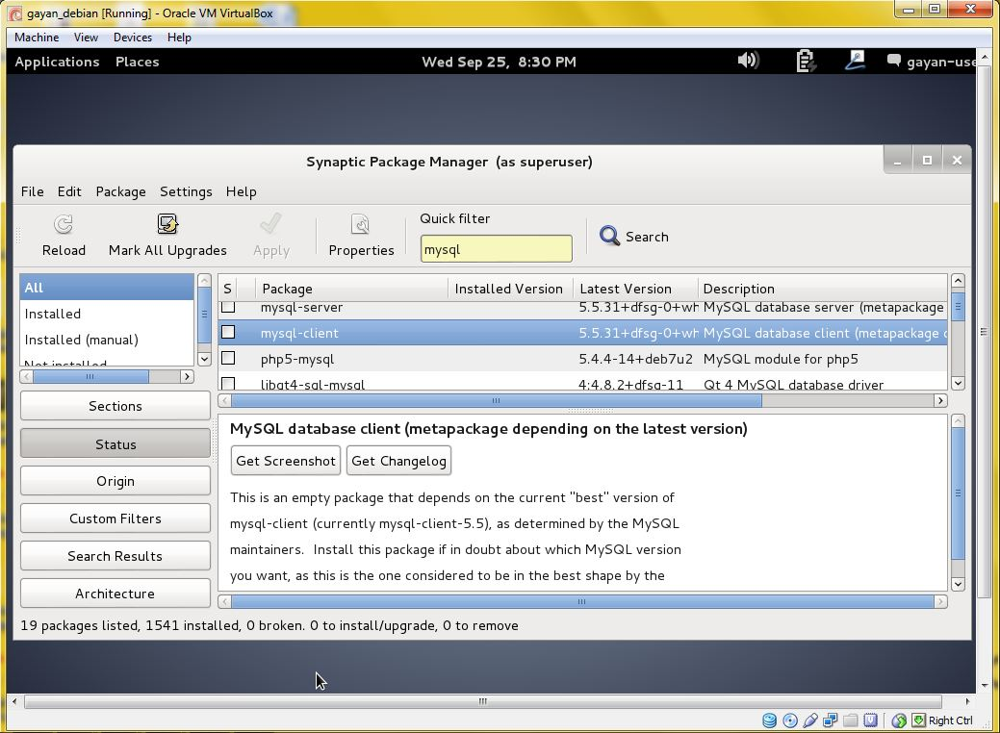 gayan_debian [Running] - Oracle VM VirtualBox
Machine View Devices Help
Applications Places Wed Sep 25, 8:30 PM gayan-use
Synaptic Package Manager (as superuser)
File Edit Package Settings Help
Quick filter
Reload Mark All Upgrades Apply Properties mysql Search
All
Installed
Installed (manual)
Not installed
S Package Installed Version Latest Version Description
mysql-server 5.5.31+dfsg-0+wh MySQL database server (metapackage
mysql-client 5.5.31+dfsg-0+wh MySQL database client (metapackage
php5-mysql 5.4.4-14+deb7u2 MySQL module for php5
libqt4-sql-mysql 4:4.8.2+dfsg-11 Qt 4 MySQL database driver
Sections
Status
Origin
Custom Filters
Search Results
Architecture
MySQL database client (metapackage depending on the latest version)
Get Screenshot Get Changelog
This is an empty package that depends on the current "best" version of
mysql-client (currently mysql-client-5.5), as determined by the MySQL
maintainers. Install this package if in doubt about which MySQL version
you want, as this is the one considered to be in the best shape by the
19 packages listed, 1541 installed, 0 broken. 0 to install/upgrade, 0 to remove
Right Ctrl